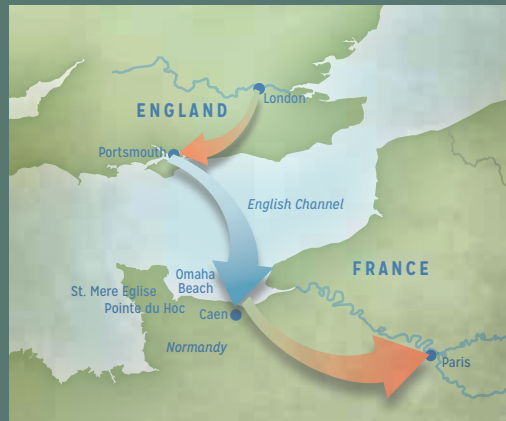 London
ENGLAND
Portsmouth
English Channel
FRANCE
Omaha
Beach
St. Mere Eglise
Pointe du Hoc
Caen
Normandy
Paris